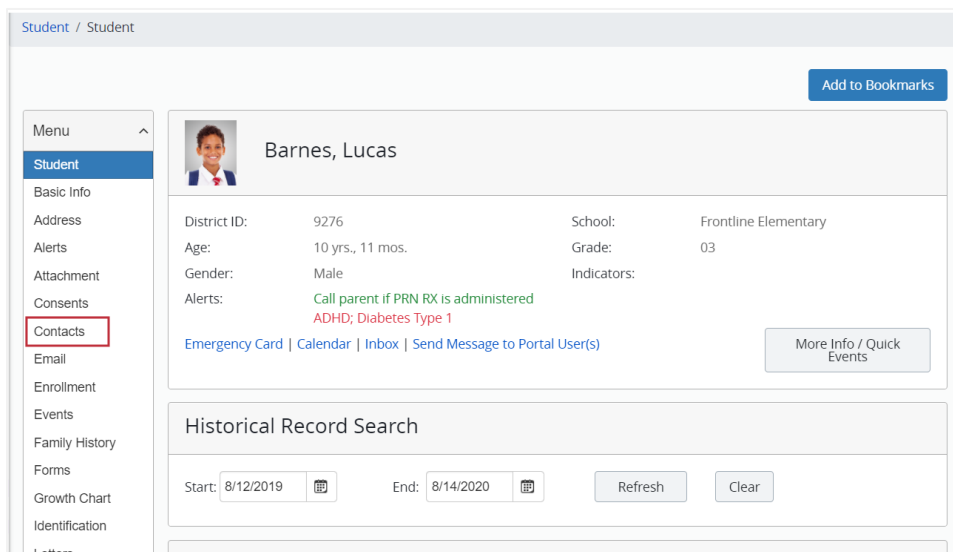 Student / Student
Add to Bookmarks
Menu
Student
Basic Info
Address
Alerts
Attachment
Consents
Contacts
Email
Enrollment
Events
Family History
Forms
Growth Chart
Identification
Barnes, Lucas
District ID: 9276 School: Frontline Elementary
Age: 10 yrs., 11 mos. Grade: 03
Gender: Male Indicators:
Alerts: Call parent if PRN RX is administered
ADHD; Diabetes Type 1
Emergency Card | Calendar | Inbox | Send Message to Portal User(s)
More Info / Quick
Events
Historical Record Search
Start: 8/12/2019 End: 8/14/2020 Refresh Clear